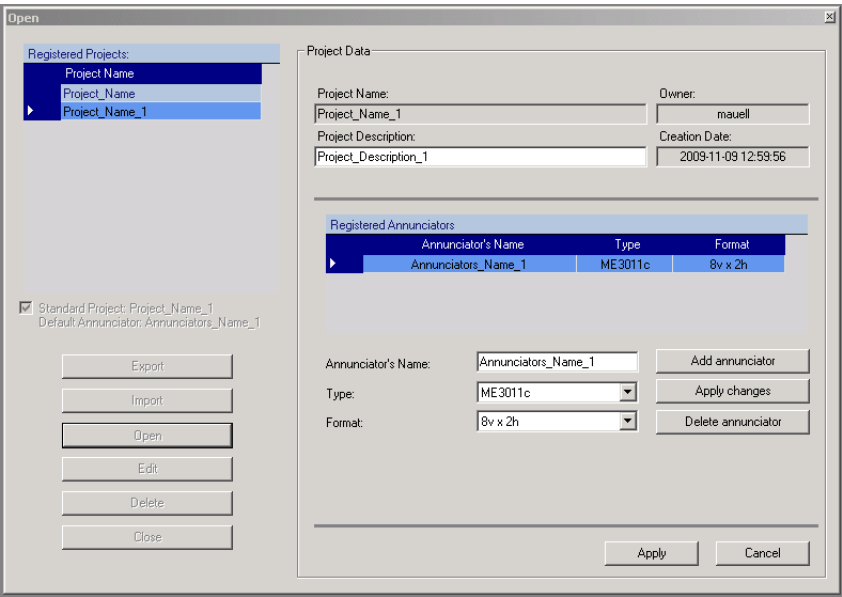 Open
Registered Projects:
Project Name
Project_Name
Project_Name_1
Standard Project: Project_Name_1
Default Annunciator: Annunciators_Name_1
Export
Import
Open
Edit
Delete
Close
Project Data
Project Name:
Owner:
Project_Name_1
mauell
Project Description:
Creation Date:
Project_Description_1
2009-11-09 12:59:56
Registered Annunciators
Annunciator's Name Type Format
Annunciators_Name_1 ME3011c 8v x 2h
Annunciator's Name: Annunciators_Name_1 Add annunciator
Type: ME3011c Apply changes
Format: 8v x 2h Delete annunciator
Apply Cancel